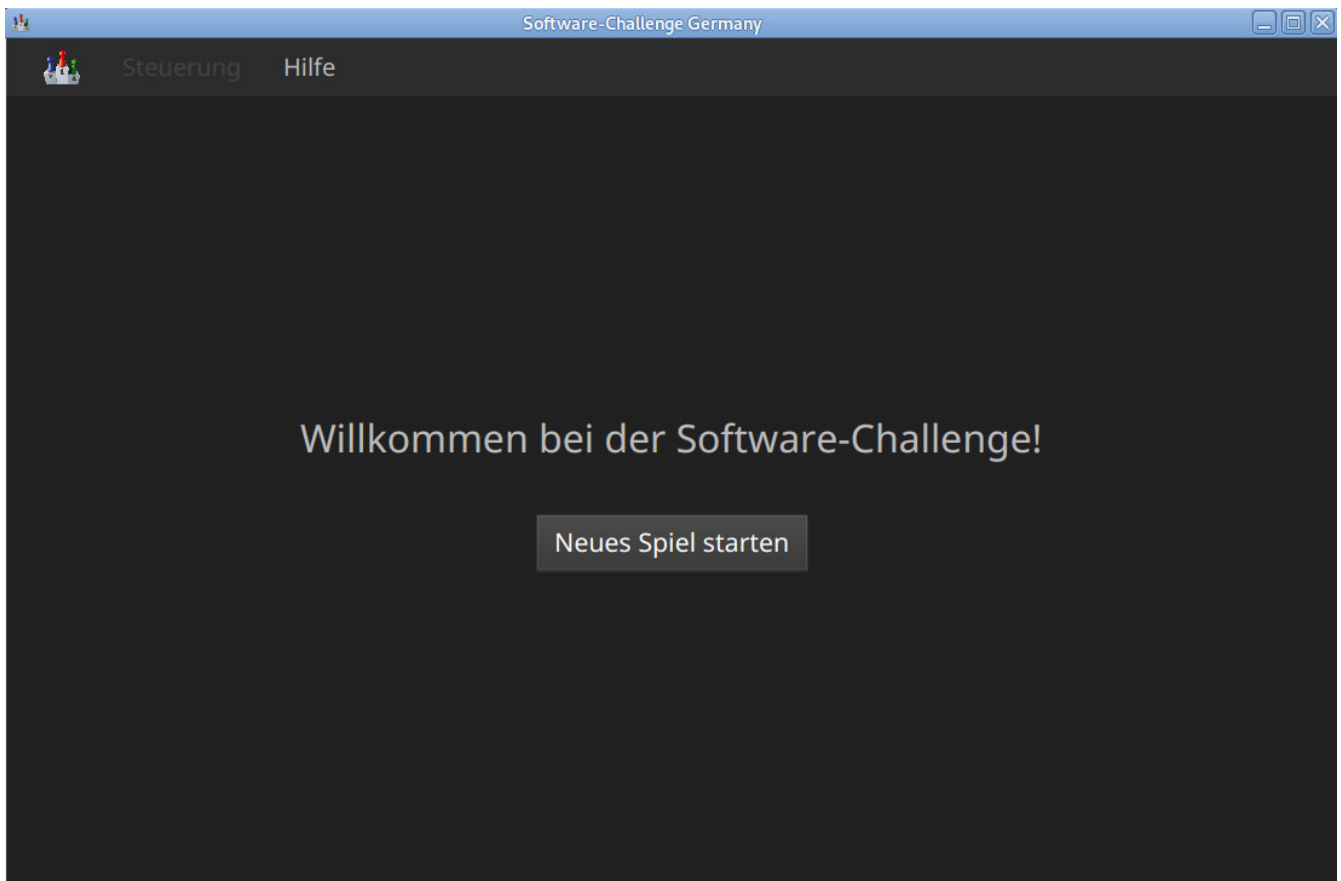 Software-Challenge Germany
Steuerung Hilfe
Willkommen bei der Software-Challenge!
Neues Spiel starten